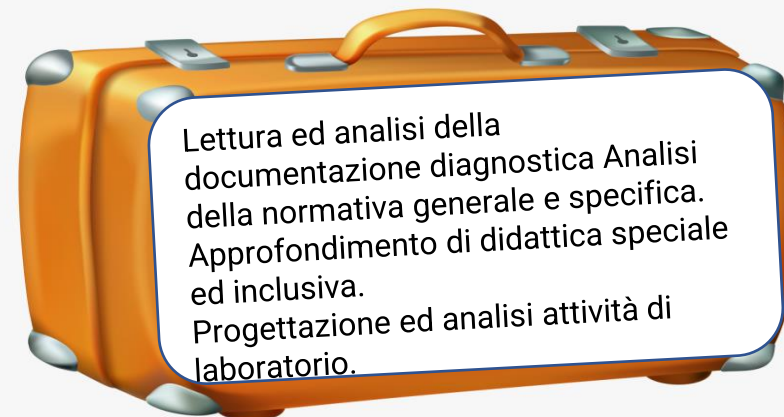 Lettura ed analisi della
documentazione diagnostica Analisi
della normativa generale e specifica.
Approfondimento di didattica speciale
ed inclusiva.
Progettazione ed analisi attività di
laboratorio.